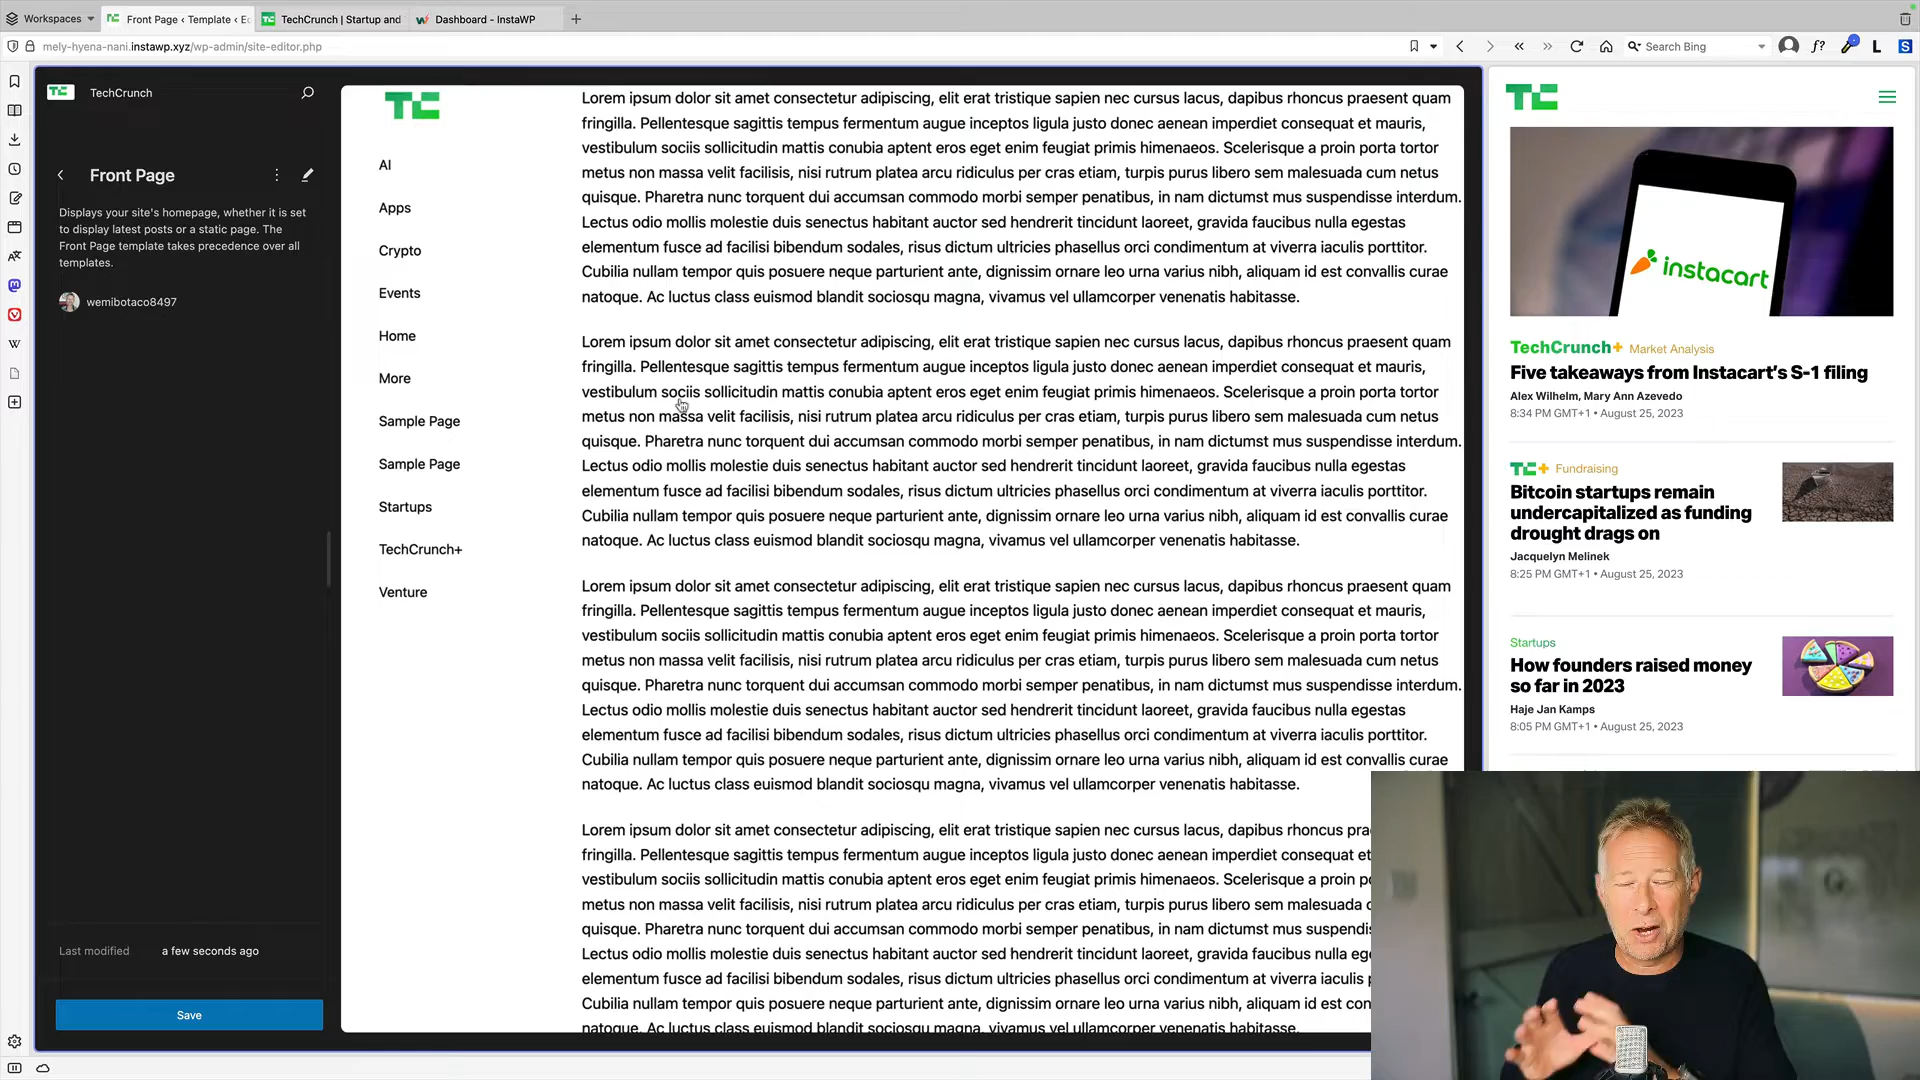 Workspaces
Front Page ‹ Template ‹ Ec
TechCrunch | Startup and
Dashboard - InstaWP
mely-hyena-nani.instawp.xyz/wp-admin/site-editor.php
Search Bing
f?
L
S
TechCrunch
Front Page
Displays your site's homepage, whether it is set
to display latest posts or a static page. The
Front Page template takes precedence over all
templates.
wemibotaco8497
Last modified
a few seconds ago
Save
TC
AI
Apps
Crypto
Events
Home
More
Sample Page
Sample Page
Startups
TechCrunch+
Venture
Lorem ipsum dolor sit amet consectetur adipiscing, elit erat tristique sapien nec cursus lacus, dapibus rhoncus praesent quam
fringilla. Pellentesque sagittis tempus fermentum augue inceptos ligula justo donec aenean imperdiet consequat et mauris,
vestibulum sociis sollicitudin mattis conubia aptent eros eget enim feugiat primis himenaeos. Scelerisque a proin porta tortor
metus non massa velit facilisis, nisi rutrum platea arcu ridiculus per cras etiam, turpis purus libero sem malesuada cum netus
quisque. Pharetra nunc torquent dui accumsan commodo morbi semper penatibus, in nam dictumst mus suspendisse interdum.
Lectus odio mollis molestie duis senectus habitant auctor sed hendrerit tincidunt laoreet, gravida faucibus nulla egestas
elementum fusce ad facilisi bibendum sodales, risus dictum ultricies phasellus orci condimentum at viverra iaculis porttitor.
Cubilia nullam tempor quis posuere neque parturient ante, dignissim ornare leo urna varius nibh, aliquam id est convallis curae
natoque. Ac luctus class euismod blandit sociosqu magna, vivamus vel ullamcorper venenatis habitasse.
Lorem ipsum dolor sit amet consectetur adipiscing, elit erat tristique sapien nec cursus lacus, dapibus rhoncus praesent quam
fringilla. Pellentesque sagittis tempus fermentum augue inceptos ligula justo donec aenean imperdiet consequat et mauris,
vestibulum sociis sollicitudin mattis conubia aptent eros eget enim feugiat primis himenaeos. Scelerisque a proin porta tortor
metus non massa velit facilisis, nisi rutrum platea arcu ridiculus per cras etiam, turpis purus libero sem malesuada cum netus
quisque. Pharetra nunc torquent dui accumsan commodo morbi semper penatibus, in nam dictumst mus suspendisse interdum.
Lectus odio mollis molestie duis senectus habitant auctor sed hendrerit tincidunt laoreet, gravida faucibus nulla egestas
elementum fusce ad facilisi bibendum sodales, risus dictum ultricies phasellus orci condimentum at viverra iaculis porttitor.
Cubilia nullam tempor quis posuere neque parturient ante, dignissim ornare leo urna varius nibh, aliquam id est convallis curae
natoque. Ac luctus class euismod blandit sociosqu magna, vivamus vel ullamcorper venenatis habitasse.
Lorem ipsum dolor sit amet consectetur adipiscing, elit erat tristique sapien nec cursus lacus, dapibus rhoncus praesent quam
fringilla. Pellentesque sagittis tempus fermentum augue inceptos ligula justo donec aenean imperdiet consequat et mauris,
vestibulum sociis sollicitudin mattis conubia aptent eros eget enim feugiat primis himenaeos. Scelerisque a proin porta tortor
metus non massa velit facilisis, nisi rutrum platea arcu ridiculus per cras etiam, turpis purus libero sem malesuada cum netus
quisque. Pharetra nunc torquent dui accumsan commodo morbi semper penatibus, in nam dictumst mus suspendisse interdum.
Lectus odio mollis molestie duis senectus habitant auctor sed hendrerit tincidunt laoreet, gravida faucibus nulla egestas
elementum fusce ad facilisi bibendum sodales, risus dictum ultricies phasellus orci condimentum at viverra iaculis porttitor.
Cubilia nullam tempor quis posuere neque parturient ante, dignissim ornare leo urna varius nibh, aliquam id est convallis curae
natoque. Ac luctus class euismod blandit sociosqu magna, vivamus vel ullamcorper venenatis habitasse.
Lorem ipsum dolor sit amet consectetur adipiscing, elit erat tristique sapien nec cursus lacus, dapibus rhoncus pra
fringilla. Pellentesque sagittis tempus fermentum augue inceptos ligula justo donec aenean imperdiet consequat et
vestibulum sociis sollicitudin mattis conubia aptent eros eget enim feugiat primis himenaeos. Scelerisque a proin p
metus non massa velit facilisis, nisi rutrum platea arcu ridiculus per cras etiam, turpis purus libero sem malesuada c
quisque. Pharetra nunc torquent dui accumsan commodo morbi semper penatibus, in nam dictumst mus suspendis
Lectus odio mollis molestie duis senectus habitant auctor sed hendrerit tincidunt laoreet, gravida faucibus nulla e
elementum fusce ad facilisi bibendum sodales, risus dictum ultricies phasellus orci condimentum at viverra iaculis p
Cubilia nullam tempor quis posuere neque parturient ante, dignissim ornare leo urna varius nibh, aliquam id est con
natoque. Ac luctus class euismod blandit sociosqu magna, vivamus vel ullamcorper venenatis habitasse.
TC
instacart
TechCrunch+ Market Analysis
Five takeaways from Instacart's S-1 filing
Alex Wilhelm, Mary Ann Azevedo
8:34 PM GMT+1 • August 25, 2023
TC+ Fundraising
Bitcoin startups remain
undercapitalized as funding
drought drags on
Jacquelyn Melinek
8:25 PM GMT+1 • August 25, 2023
Startups
How founders raised money
so far in 2023
Haje Jan Kamps
8:05 PM GMT+1 • August 25, 2023